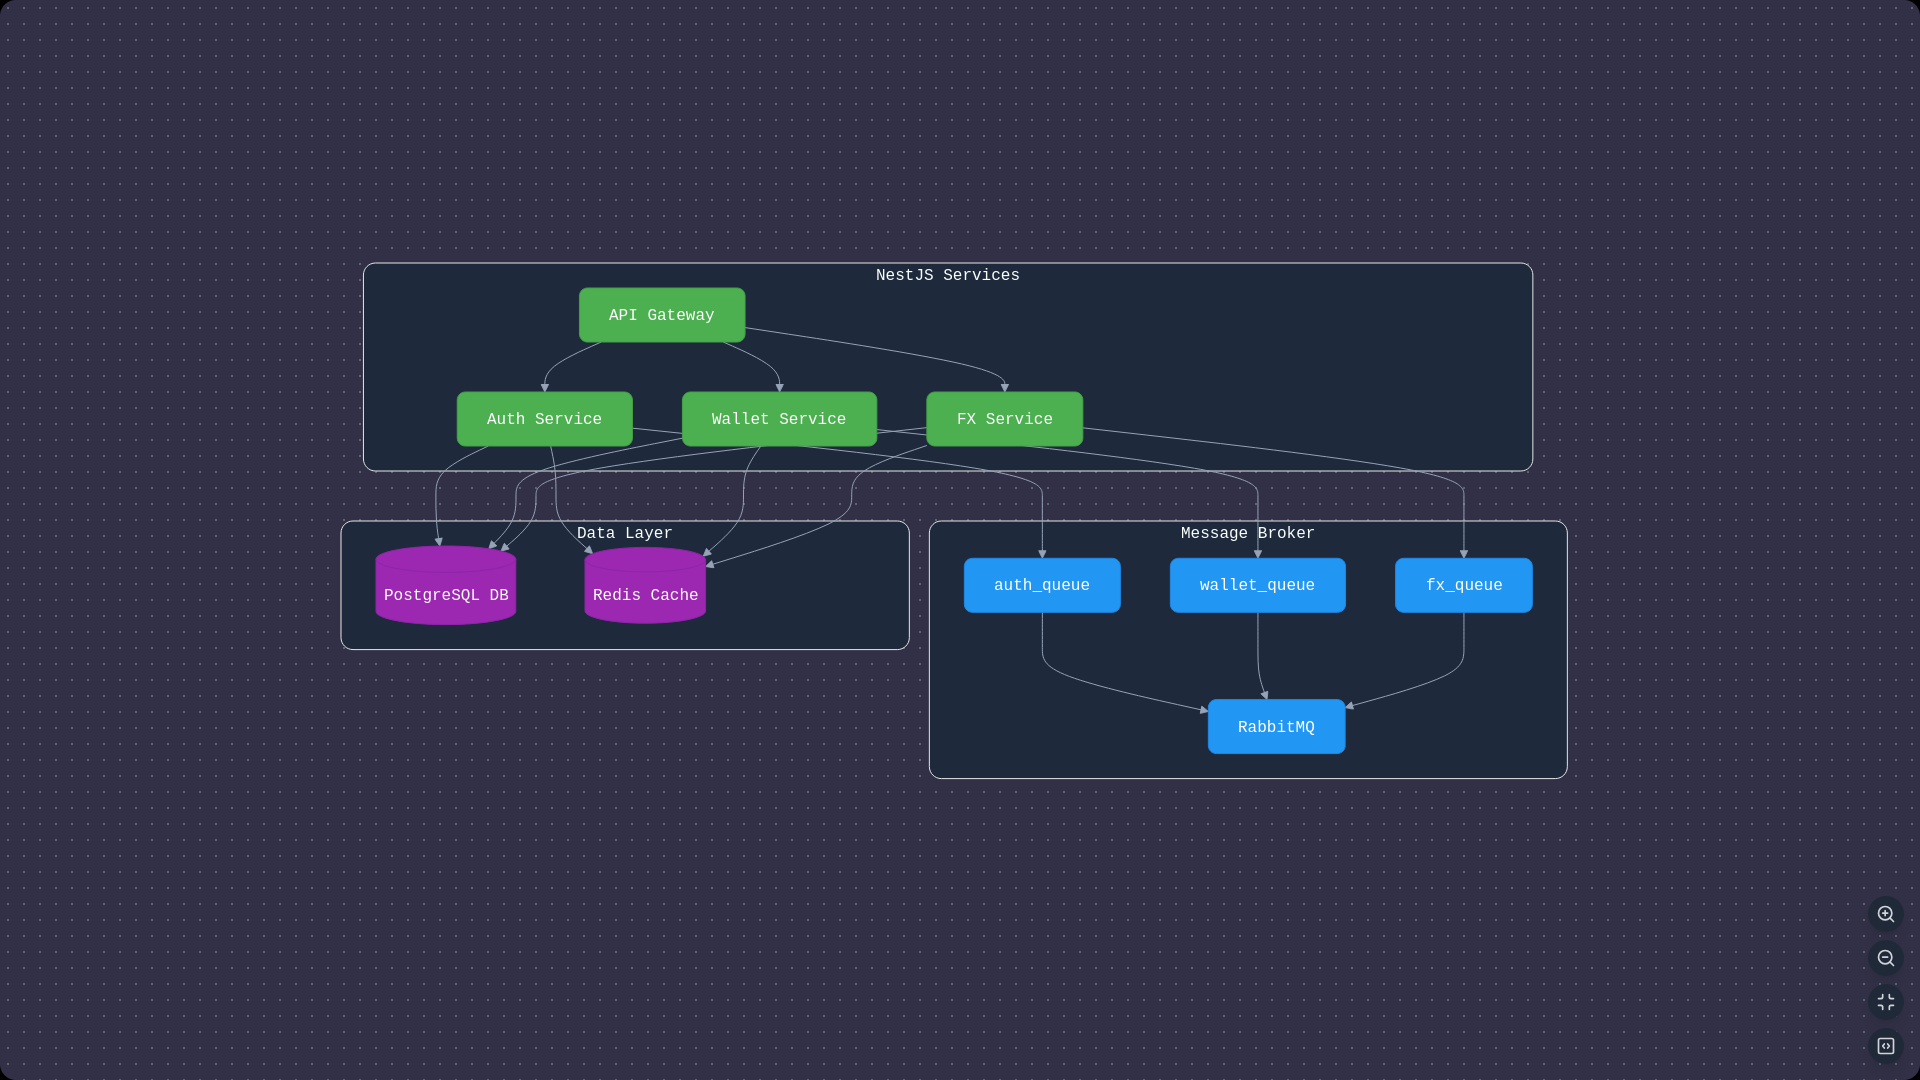 NestJS Services
API Gateway
Auth Service
Wallet Service
FX Service
Data Layer
PostgreSQL DB
Redis Cache
Message Broker
auth_queue
wallet_queue
fx_queue
RabbitMQ